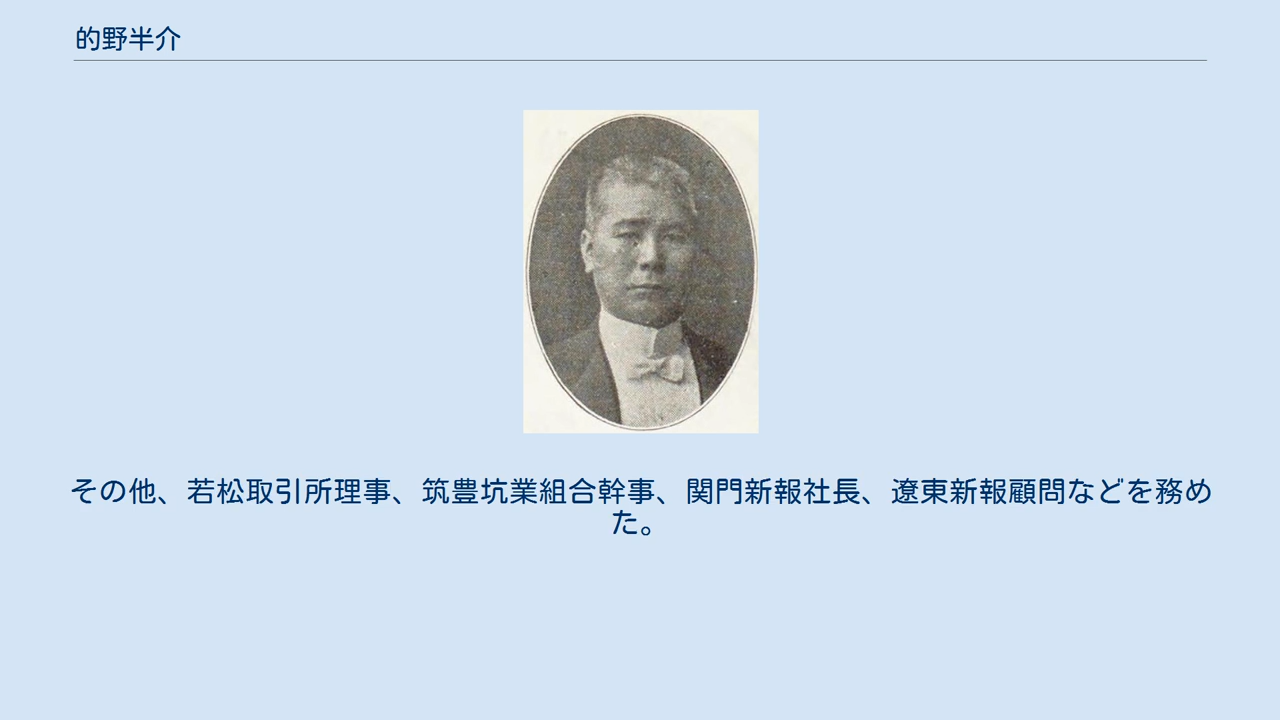 的野半介
その他、若松取引所理事、筑豊坑業組合幹事、関門新報社長、遼東新報顧問などを務め
た。